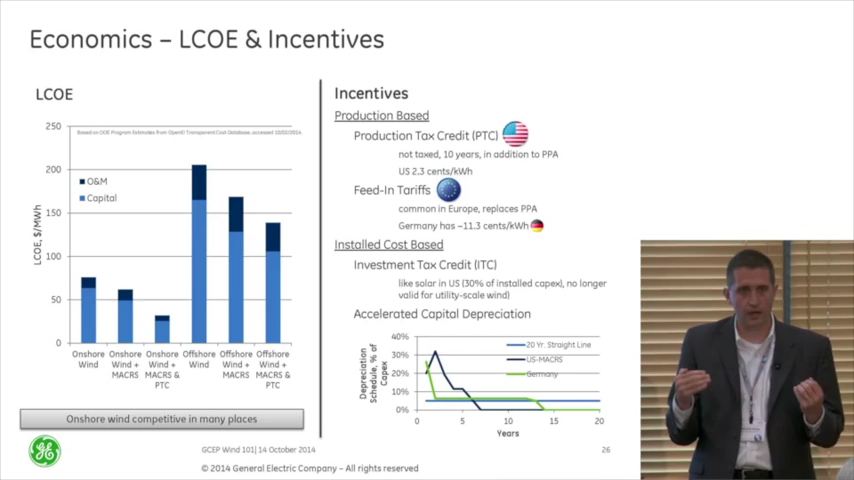 Economics – LCOE & Incentives
LCOE
Based on DOE Program Estimates from OpenEI Transparent Cost Database, accessed 10/02/2014.
250
200
150
100
50
0
LCOE, $/MWh
O&M
Capital
Onshore Wind
Onshore Wind + MACRS
Onshore Wind + MACRS & PTC
Offshore Wind
Offshore Wind + MACRS
Offshore Wind + MACRS & PTC
Onshore wind competitive in many places
Incentives
Production Based
Production Tax Credit (PTC)
not taxed, 10 years, in addition to PPA
US 2.3 cents/kWh
Feed-In Tariffs
common in Europe, replaces PPA
Germany has ~11.3 cents/kWh
Installed Cost Based
Investment Tax Credit (ITC)
like solar in US (30% of installed capex), no longer
valid for utility-scale wind)
Accelerated Capital Depreciation
Depreciation Schedule, % of Capex
40%
30%
20%
10%
0%
20 Yr. Straight Line
US-MACRS
Germany
0 5 10 15 20
Years
GCEP Wind 101| 14 October 2014
26
© 2014 General Electric Company – All rights reserved